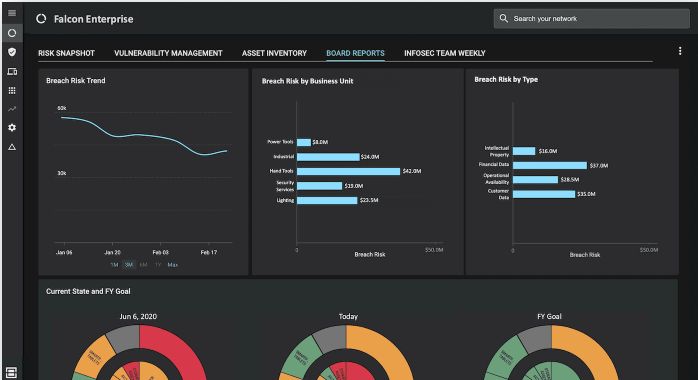 Falcon Enterprise
Search your network
RISK SNAPSHOT
VULNERABILITY MANAGEMENT
ASSET INVENTORY
BOARD REPORTS
INFOSEC TEAM WEEKLY
Breach Risk Trend
60k
30k
Jan 06
Jan 20
Feb 03
Feb 17
1M
3M
6M
1Y
Max
Breach Risk by Business Unit
Power Tools
$8.0M
Industrial
$24.0M
Hand Tools
$42.0M
Security
Services
$19.0M
Lighting
$23.5M
0
$50.0M
Breach Risk
Breach Risk by Type
Intellectual
Property
$16.0M
Financial Data
$37.0M
Operational
Availability
$28.5M
Customer
Data
$35.0M
0
$50.0M
Breach Risk
Current State and FY Goal
Jun 6, 2020
Today
FY Goal
SMART
SMART
SMART